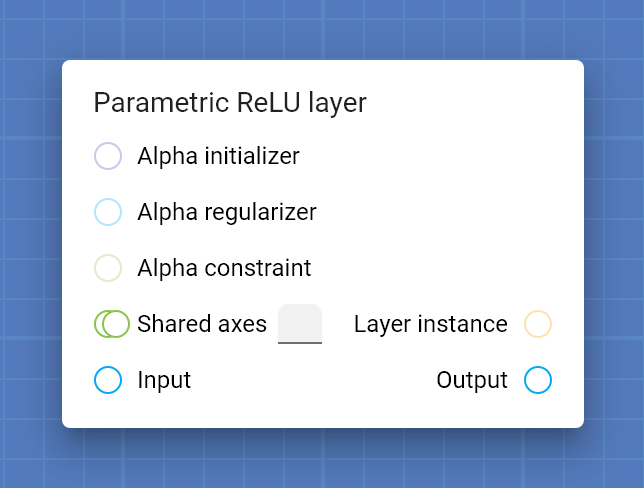 Parametric ReLU layer
Alpha initializer
Alpha regularizer
Alpha constraint
Shared axes Layer instance
Input Output